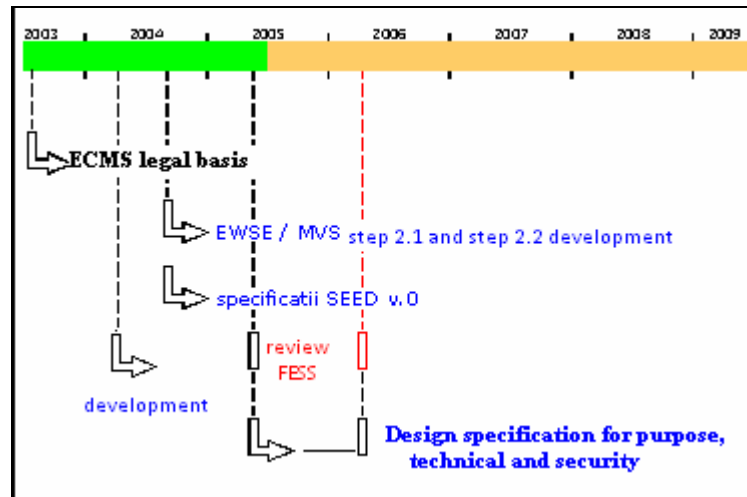 2003 2004 2005 2006 2007 2008 2009
ECMS legal basis
EWSE / MVS step 2.1 and step 2.2 development
specificatii SEED v.0
review
FESS
development
Design specification for purpose,
technical and security